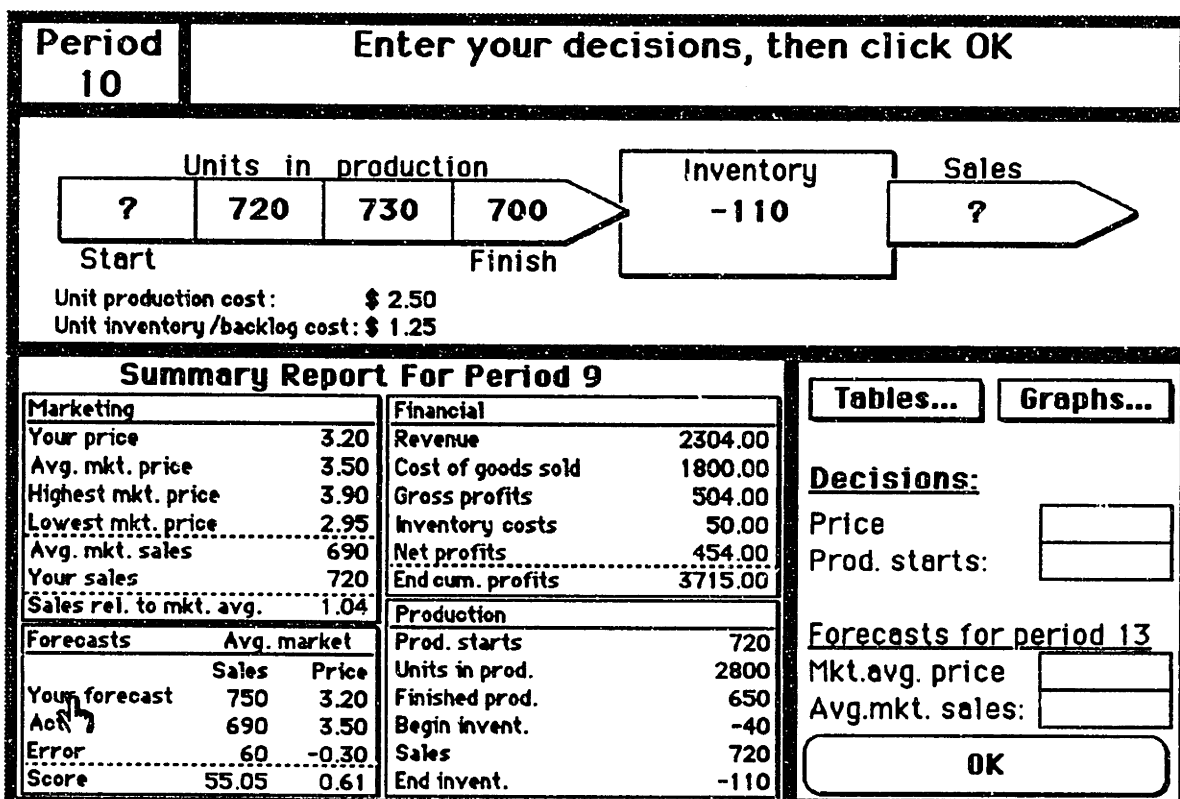 Period
10
Enter your decisions, then click OK
Units in production
Inventory
Sales
? 720 730 700
-110
?
Start Finish
Unit production cost: $ 2.50
Unit inventory/backlog cost: $ 1.25
Summary Report For Period 9
Marketing
Your price 3.20
Avg. mkt. price 3.50
Highest mkt. price 3.90
Lowest mkt. price 2.95
Avg. mkt. sales 690
Your sales 720
Sales rel. to mkt. avg. 1.04
Forecasts Avg. market
Sales Price
Your forecast 750 3.20
690 3.50
Error 60 -0.30
Score 55.05 0.61
Financial
Revenue 2304.00
Cost of goods sold 1800.00
Gross profits 504.00
Inventory costs 50.00
Net profits 454.00
End cum. profits 3715.00
Production
Prod. starts 720
Units in prod. 2800
Finished prod. 650
Begin invent. -40
Sales 720
End invent. -110
Tables... Graphs...
Decisions:
Price
Prod. starts:
Forecasts for period 13
Mkt.avg. price
Avg.mkt. sales:
OK